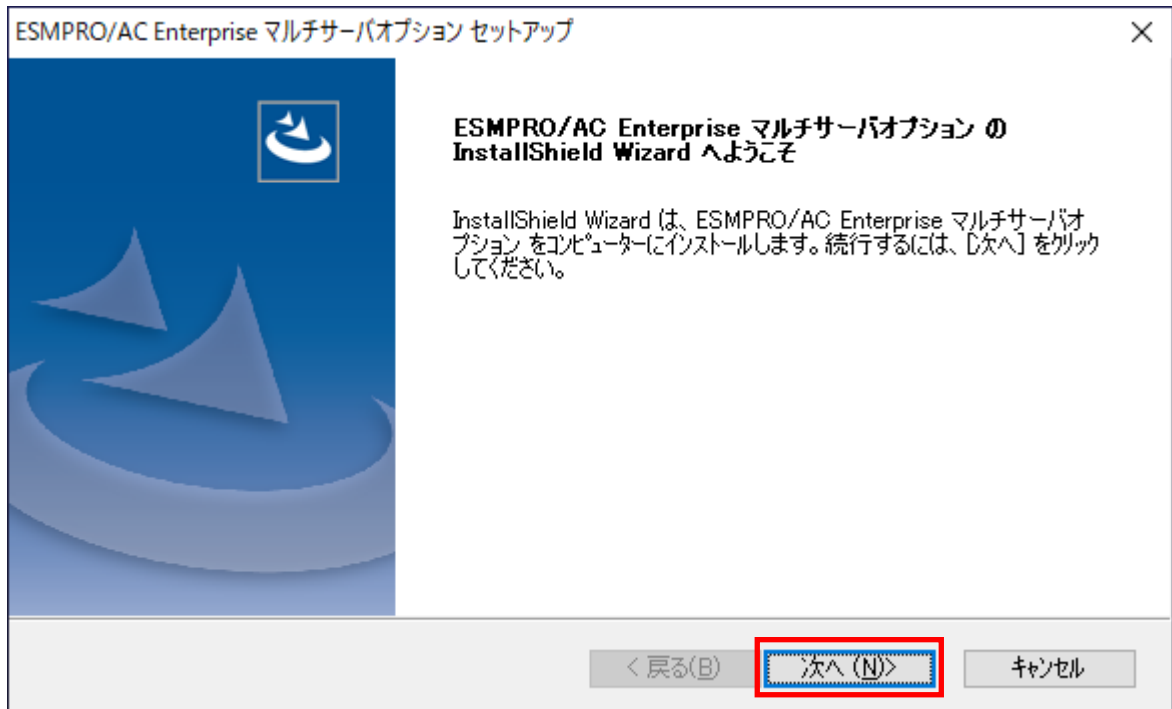 ESMPRO/AC Enterprise マルチサーバオプション セットアップ
ESMPRO/AC Enterprise マルチサーバオプション の
InstallShield Wizard へようこそ
InstallShield Wizard は、ESMPRO/AC Enterprise マルチサーバオ
プション をコンピューターにインストールします。続行するには、[次へ] をクリック
してください。
< 戻る(B)
次へ (N)>
キャンセル